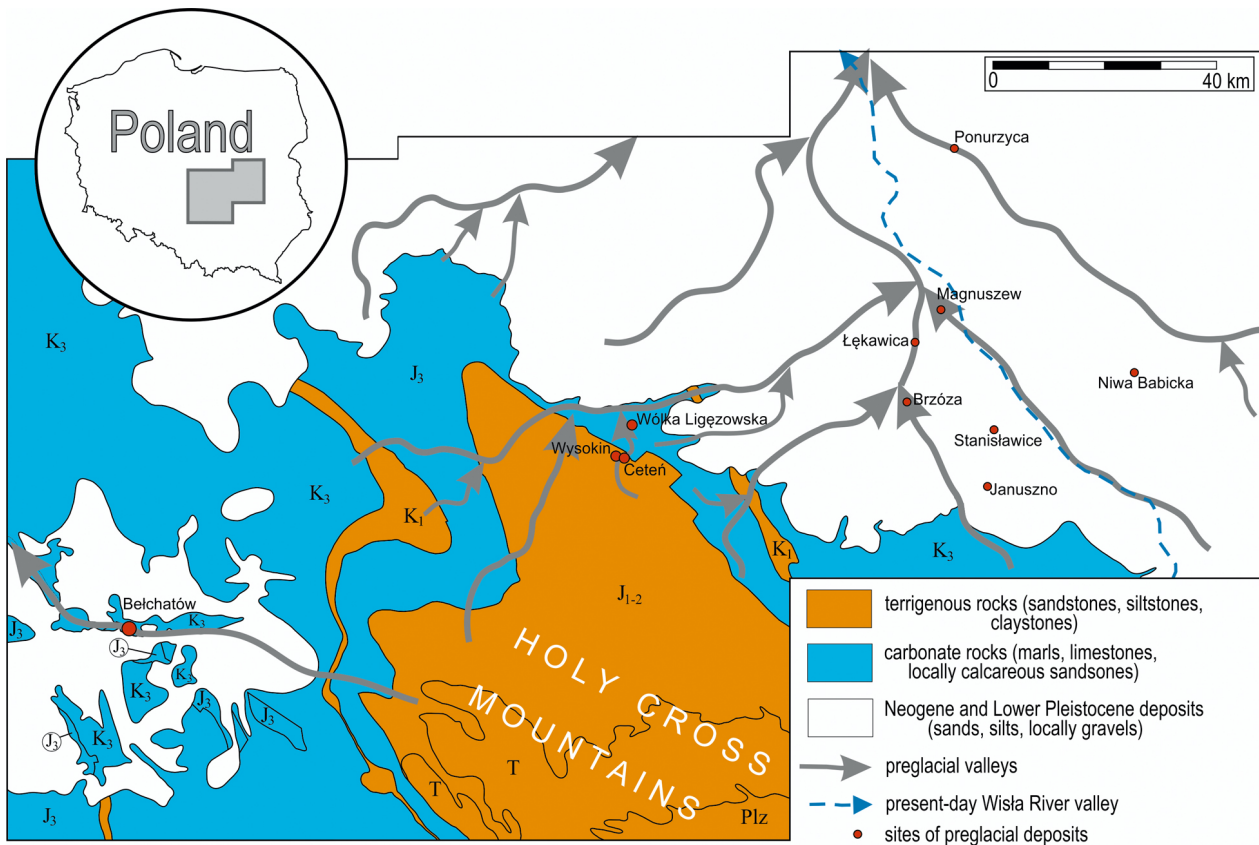 Poland
0 40 km
Ponurzyca
Magnuszew
Łękawica
Niwa Babicka
Brzóza
Stanisławice
Januszno
Wólka Ligęzowska
Wysokin
Ceteń
Bełchatów
K3
J3
K3
K1
K1
K3
J1-2
J3
K3
J3
K3
K3
J3
J3
J3
K3
J3
T
T
Plz
HOLY CROSS
MOUNTAINS
terrigenous rocks (sandstones, siltstones,
claystones)
carbonate rocks (marls, limestones,
locally calcareous sandsones)
Neogene and Lower Pleistocene deposits
(sands, silts, locally gravels)
preglacial valleys
present-day Wisła River valley
sites of preglacial deposits